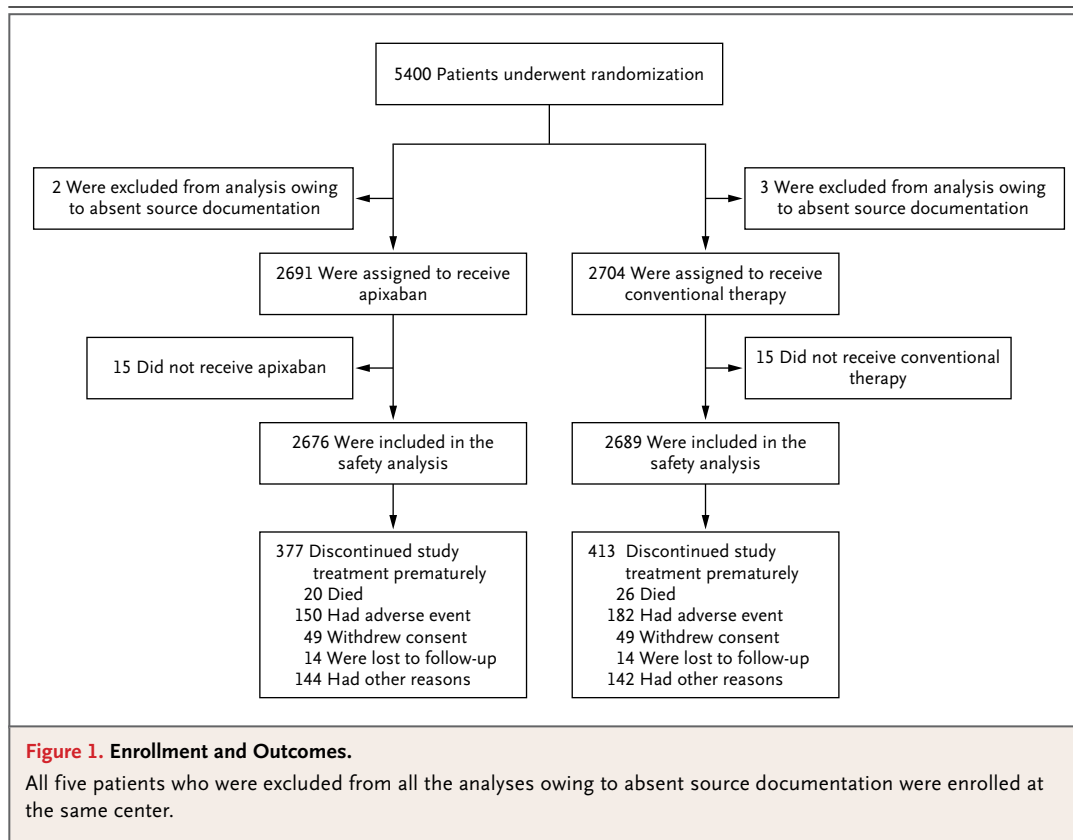 5400 Patients underwent randomization
2 Were excluded from analysis owing
to absent source documentation
3 Were excluded from analysis owing
to absent source documentation
2691 Were assigned to receive
apixaban
2704 Were assigned to receive
conventional therapy
15 Did not receive apixaban
15 Did not receive conventional
therapy
2676 Were included in the
safety analysis
2689 Were included in the
safety analysis
377 Discontinued study
treatment prematurely
20 Died
150 Had adverse event
49 Withdrew consent
14 Were lost to follow-up
144 Had other reasons
413 Discontinued study
treatment prematurely
26 Died
182 Had adverse event
49 Withdrew consent
14 Were lost to follow-up
142 Had other reasons
Figure 1. Enrollment and Outcomes.
All five patients who were excluded from all the analyses owing to absent source documentation were enrolled at
the same center.